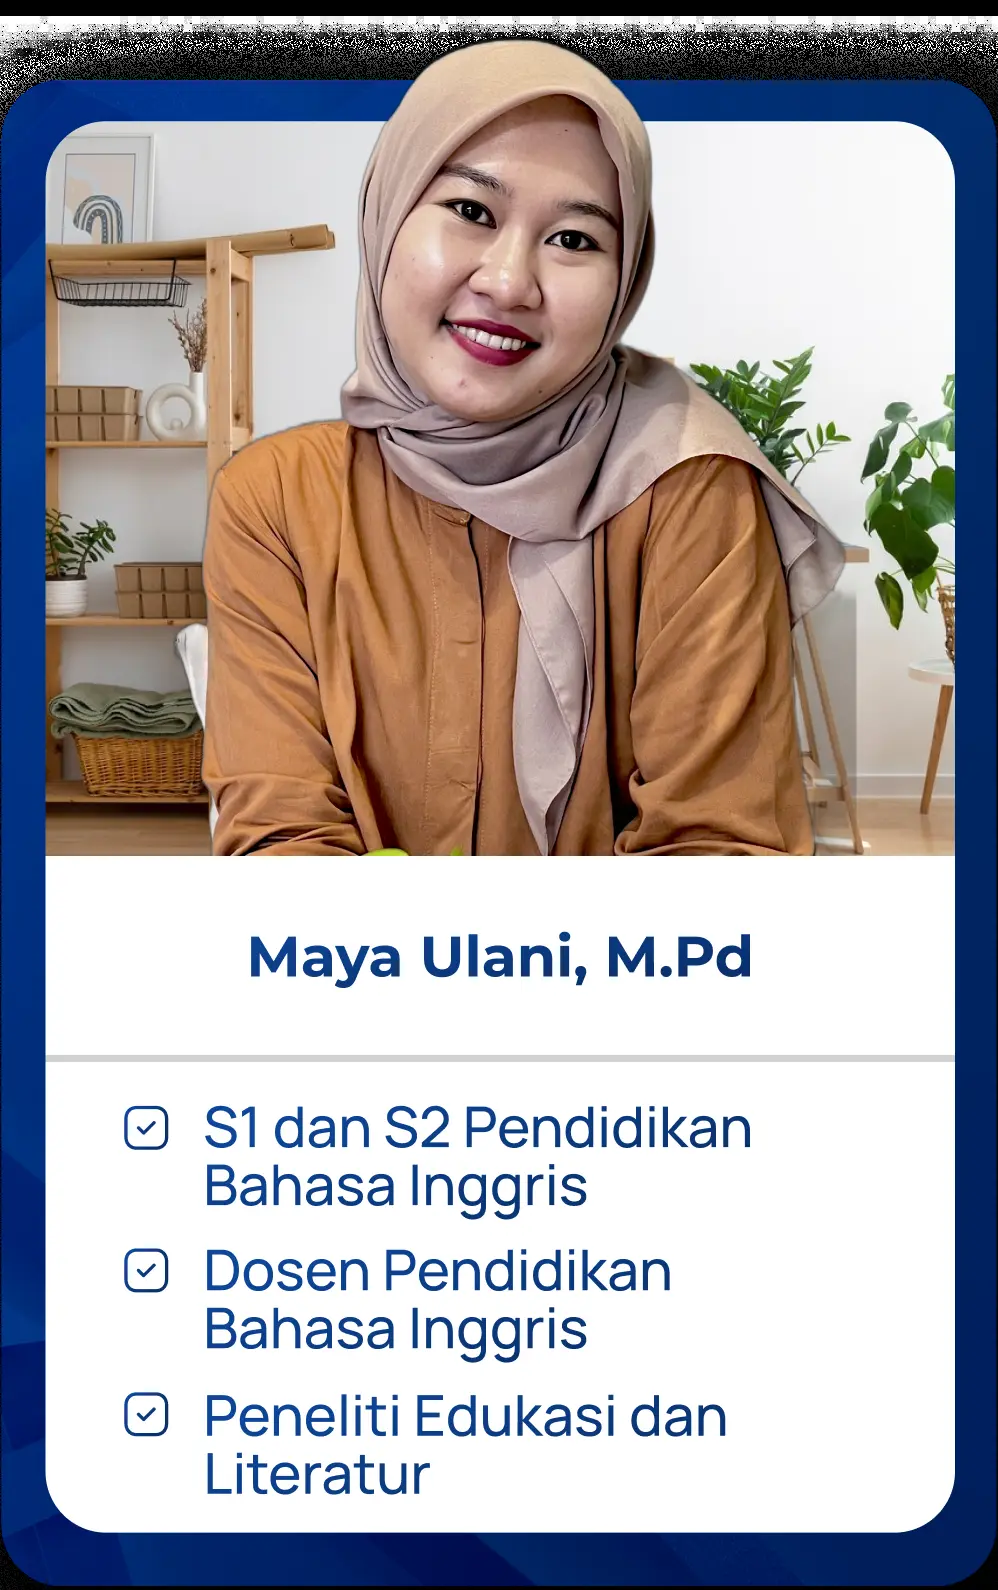 Maya Ulani, M.Pd
S1 dan S2 Pendidikan
Bahasa Inggris
Dosen Pendidikan
Bahasa Inggris
Peneliti Edukasi dan
Literatur